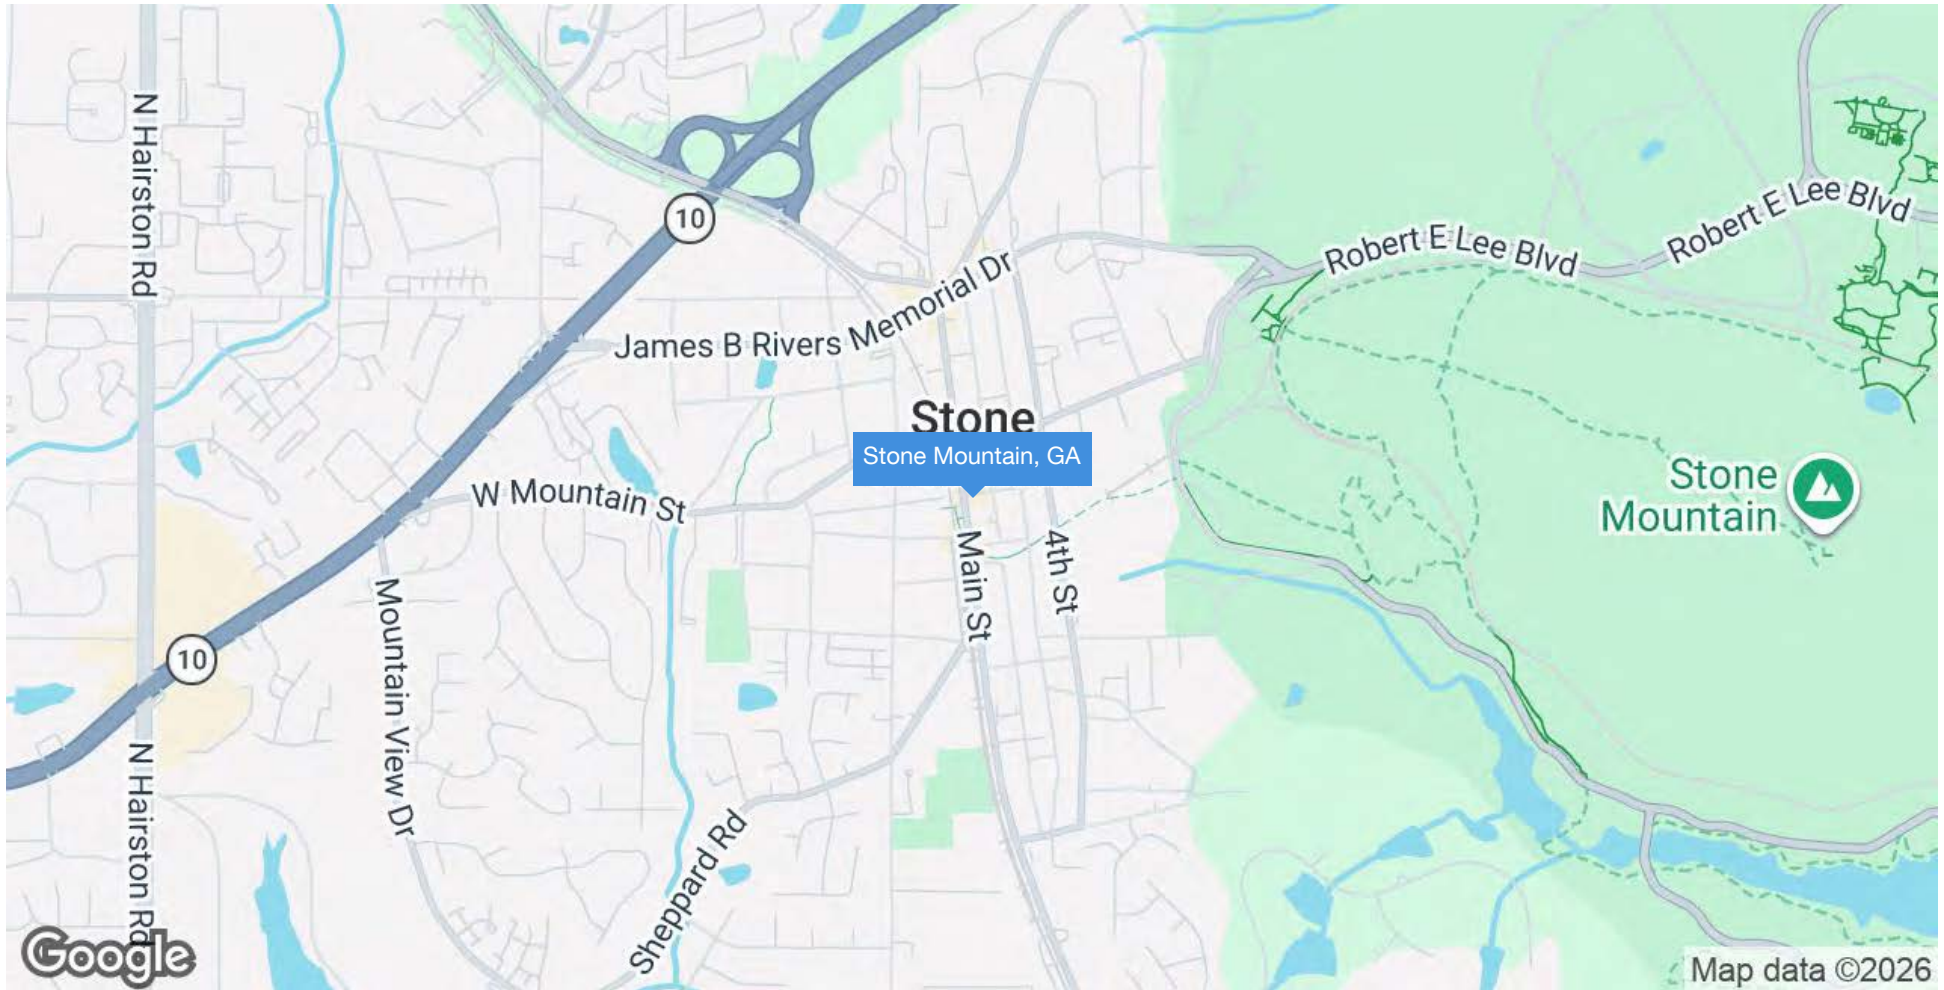 N Hairston Rd
10
Robert E Lee Blvd
Robert E Lee Blvd
James B Rivers Memorial Dr
Stone
Stone Mountain, GA
W Mountain St
Stone
Mountain
Main St
4th St
Mountain View Dr
10
N Hairston Rd
Sheppard Rd
Google
Map data ©2026